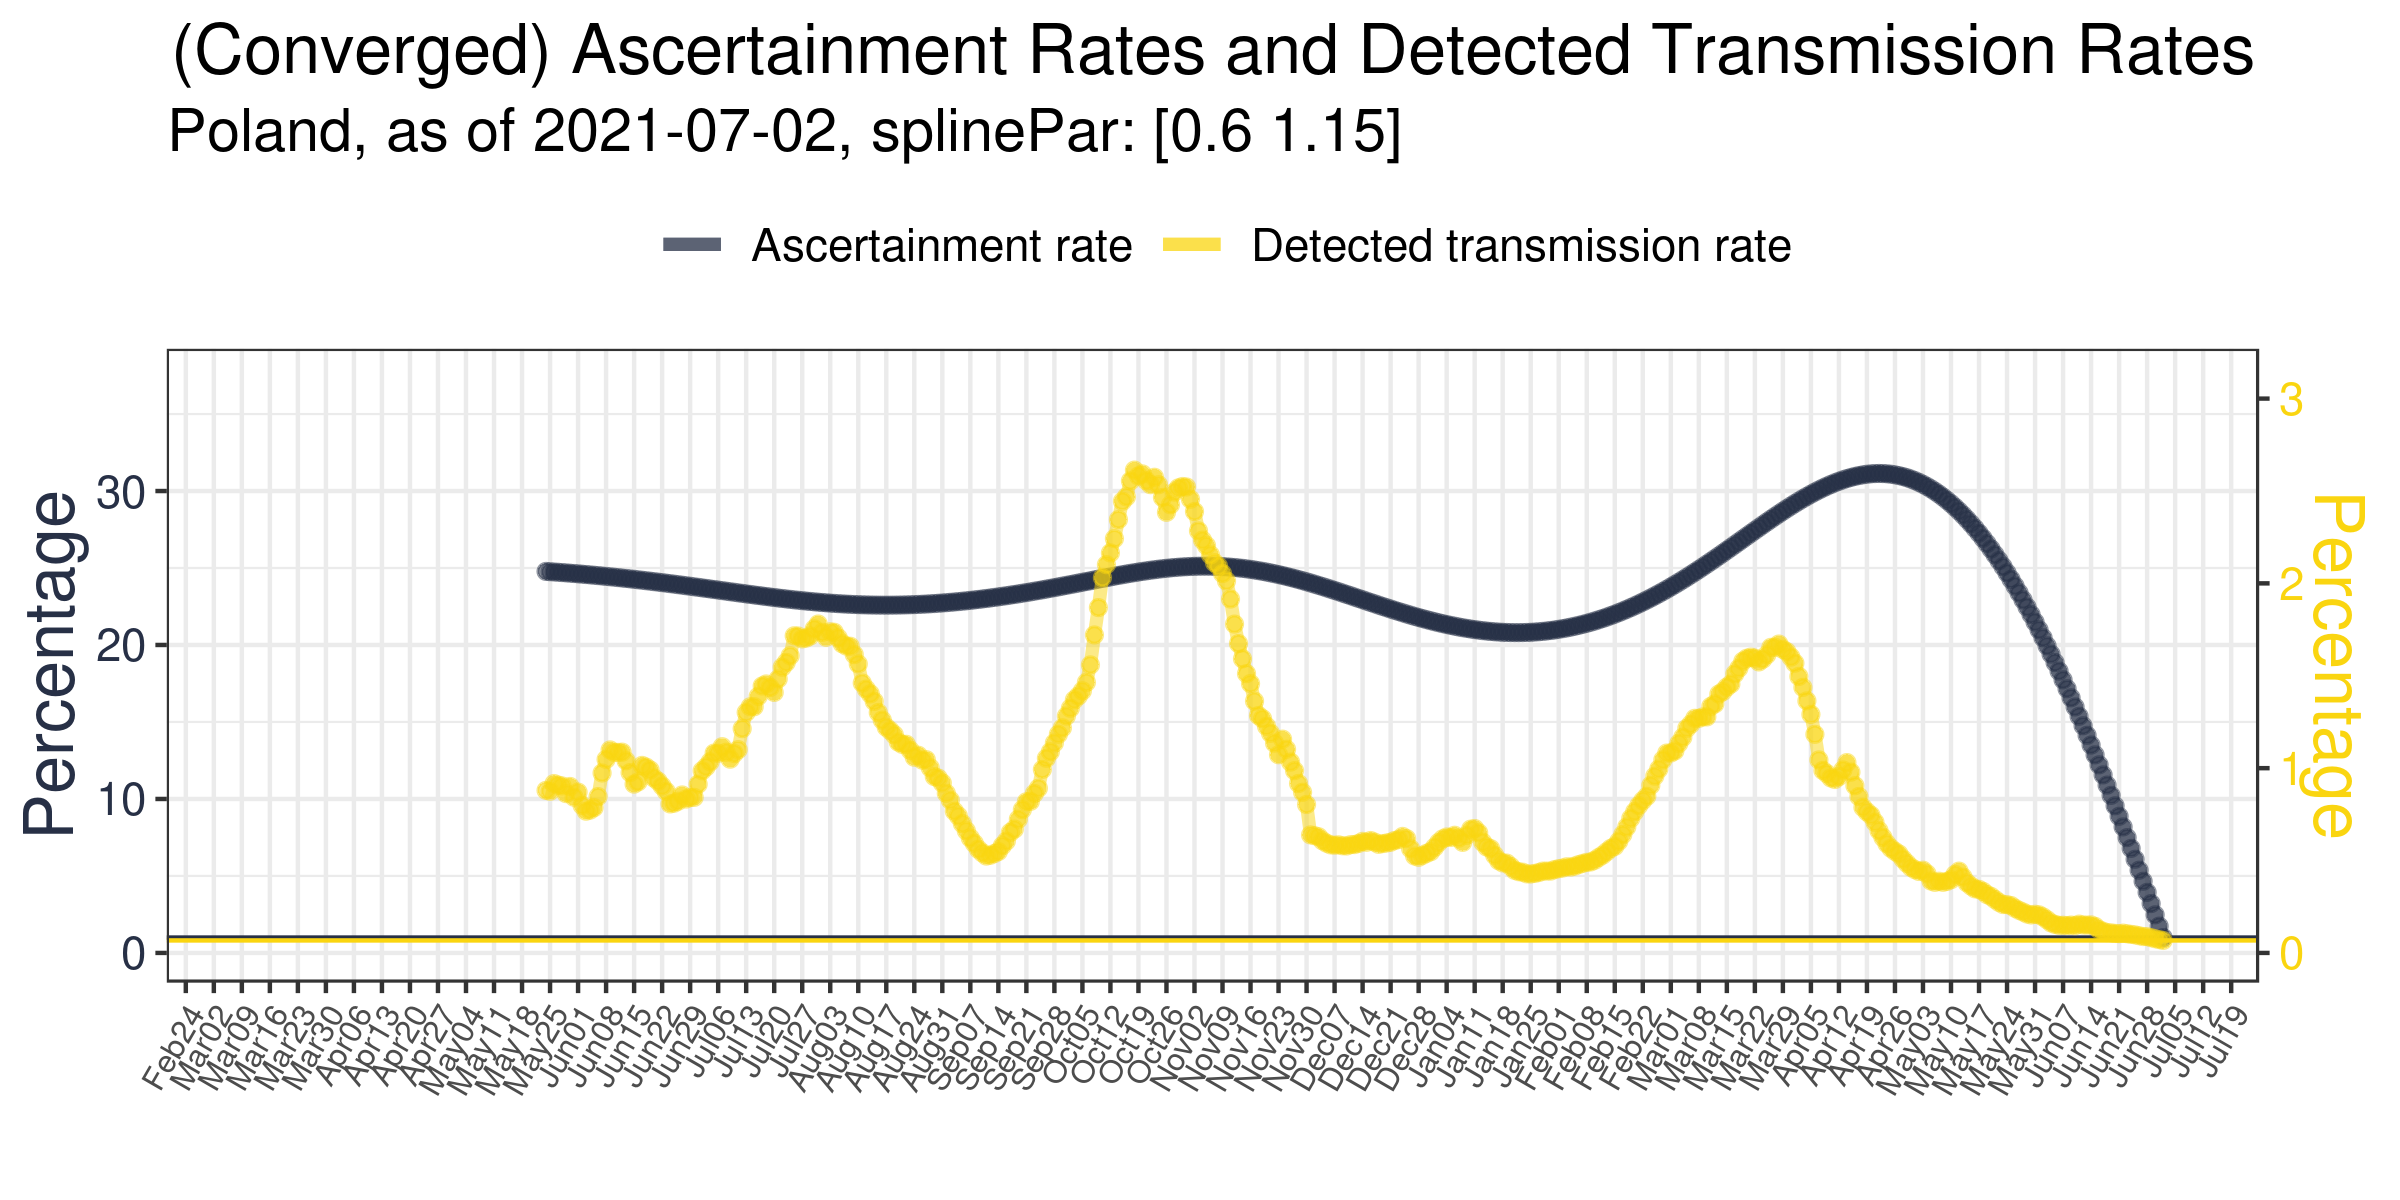 (Converged) Ascertainment Rates and Detected Transmission Rates
Poland, as of 2021-07-02, splinePar: [0.6 1.15]
Ascertainment rate
Detected transmission rate
Percentage
30
20
10
0
3
2
1
0
Percentage
Feb24
Mar02
Mar09
Mar16
Mar23
Mar30
Apr06
Apr13
Apr20
Apr27
May04
May11
May18
May25
Jun01
Jun08
Jun15
Jun22
Jun29
Jul06
Jul13
Jul20
Jul27
Aug03
Aug10
Aug17
Aug24
Aug31
Sep07
Sep14
Sep21
Sep28
Oct05
Oct12
Oct19
Oct26
Nov02
Nov09
Nov16
Nov23
Nov30
Dec07
Dec14
Dec21
Dec28
Jan04
Jan11
Jan18
Jan25
Feb01
Feb08
Feb15
Feb22
Mar01
Mar08
Mar15
Mar22
Mar29
Apr05
Apr12
Apr19
Apr26
May03
May10
May17
May24
May31
Jun07
Jun14
Jun21
Jun28
Jul05
Jul12
Jul19